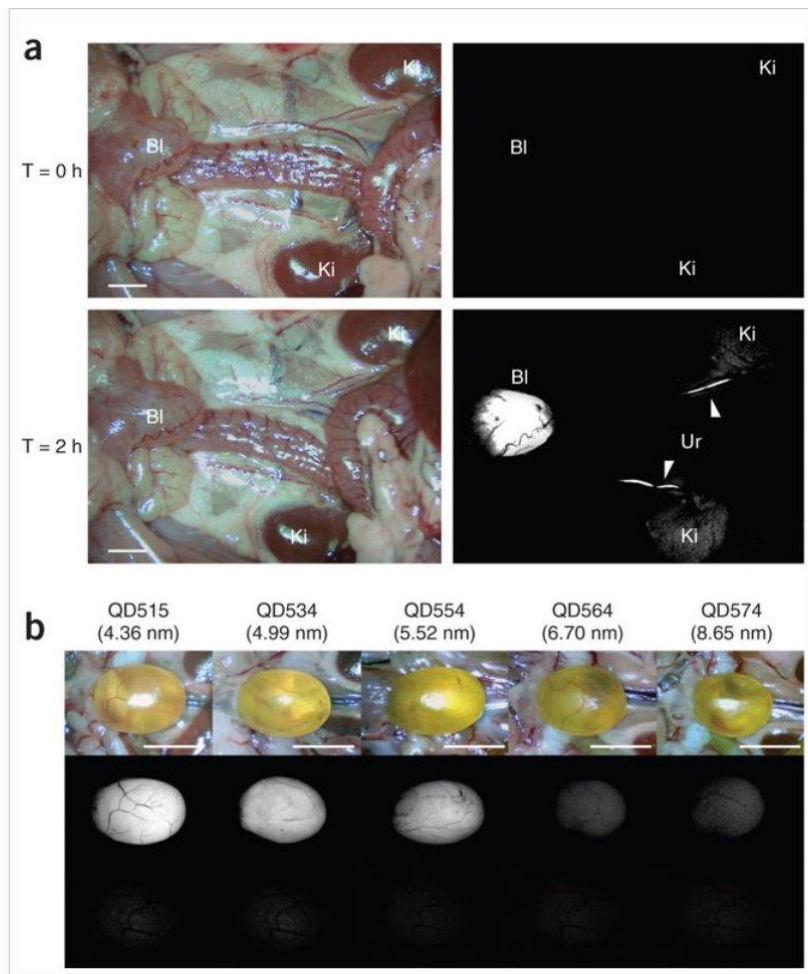 a
Ki
Bl
Ki
T = 0 h
Ki
Bl
Ki
Bl
Ki
T = 2 h
Ki
Bl
Ur
Ki
Ki
b
QD515
(4.36 nm)
QD534
(4.99 nm)
QD554
(5.52 nm)
QD564
(6.70 nm)
QD574
(8.65 nm)